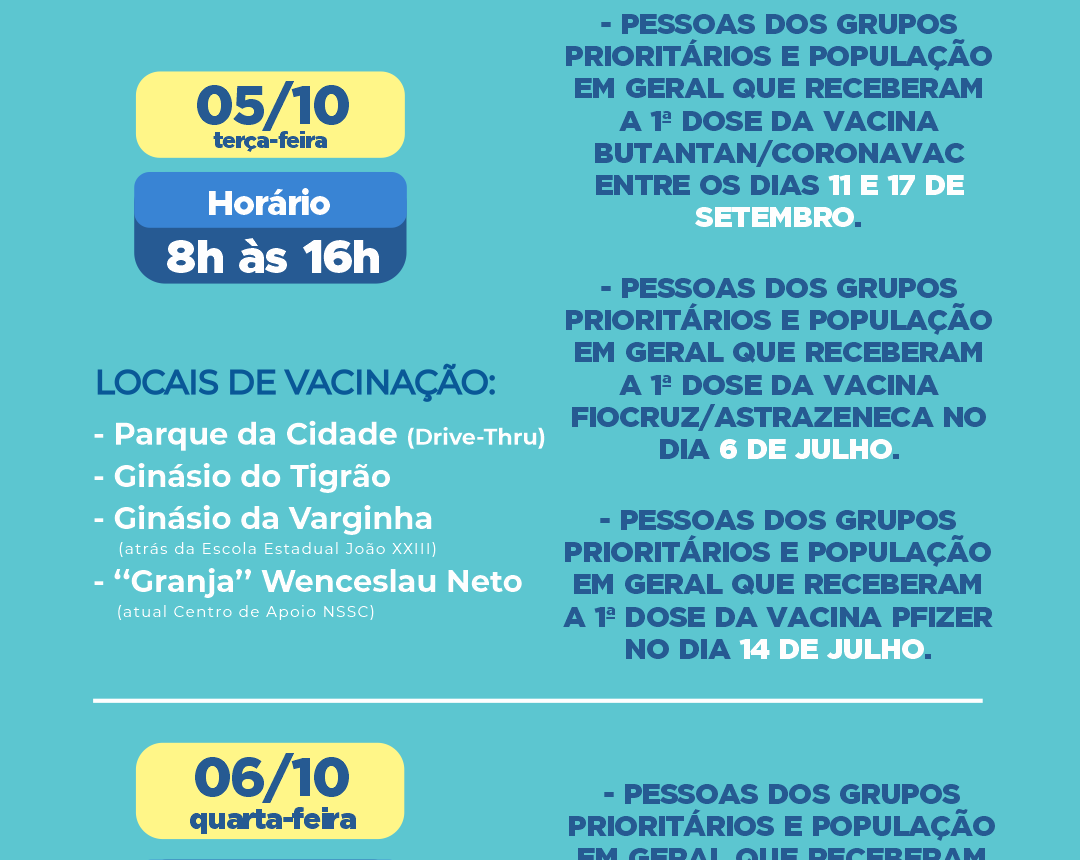 05/10
terça-feira
Horário
8h às 16h
LOCAIS DE VACINAÇÃO:
- Parque da Cidade (Drive-Thru)
- Ginásio do Tigrão
- Ginásio da Varginha
(atrás da Escola Estadual João XXIII)
- “Granja” Wenceslau Neto
(atual Centro de Apoio NSSC)
- PESSOAS DOS GRUPOS
PRIORITÁRIOS E POPULAÇÃO
EM GERAL QUE RECEBERAM
A 1ª DOSE DA VACINA
BUTANTAN/CORONAVAC
ENTRE OS DIAS 11 E 17 DE
SETEMBRO.
- PESSOAS DOS GRUPOS
PRIORITÁRIOS E POPULAÇÃO
EM GERAL QUE RECEBERAM
A 1ª DOSE DA VACINA
FIOCRUZ/ASTRAZENECA NO
DIA 6 DE JULHO.
- PESSOAS DOS GRUPOS
PRIORITÁRIOS E POPULAÇÃO
EM GERAL QUE RECEBERAM
A 1ª DOSE DA VACINA PFIZER
NO DIA 14 DE JULHO.
06/10
quarta-feira
- PESSOAS DOS GRUPOS
PRIORITÁRIOS E POPULAÇÃO
EM GERAL QUE RECEBERAM